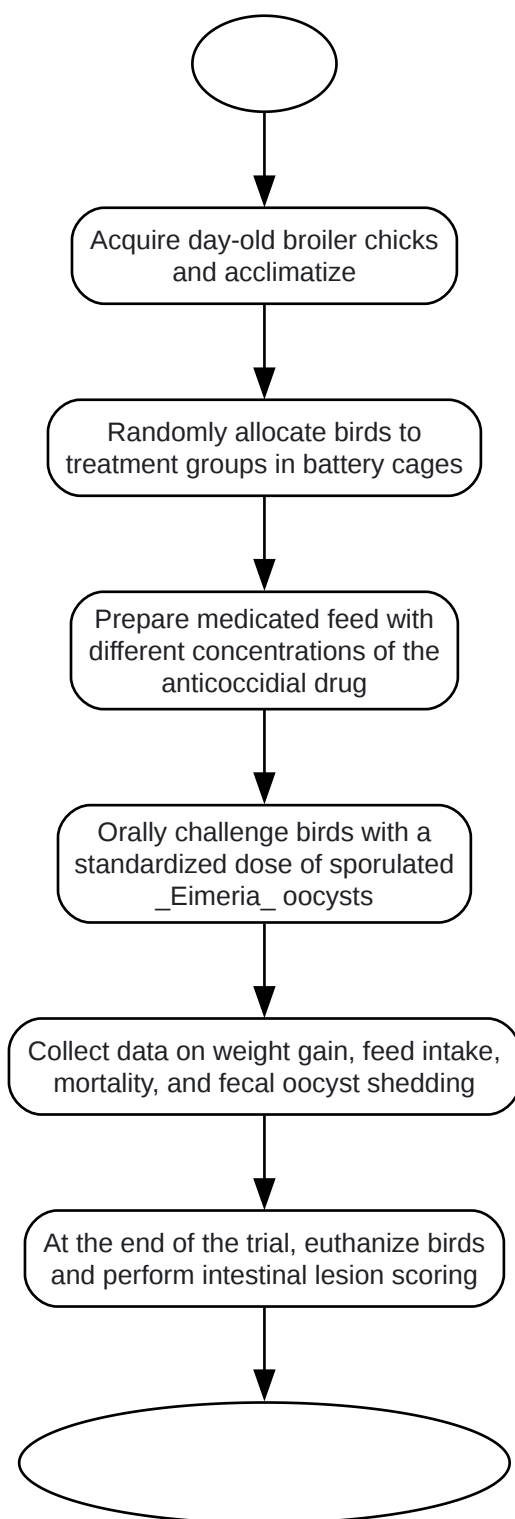 Acquire day-old broiler chicks
and acclimatize
Randomly allocate birds to
treatment groups in battery cages
Prepare medicated feed with
different concentrations of the
anticoccidial drug
Orally challenge birds with a
standardized dose of sporulated
_Eimeria_ oocysts
Collect data on weight gain, feed intake,
mortality, and fecal oocyst shedding
At the end of the trial, euthanize birds
and perform intestinal lesion scoring